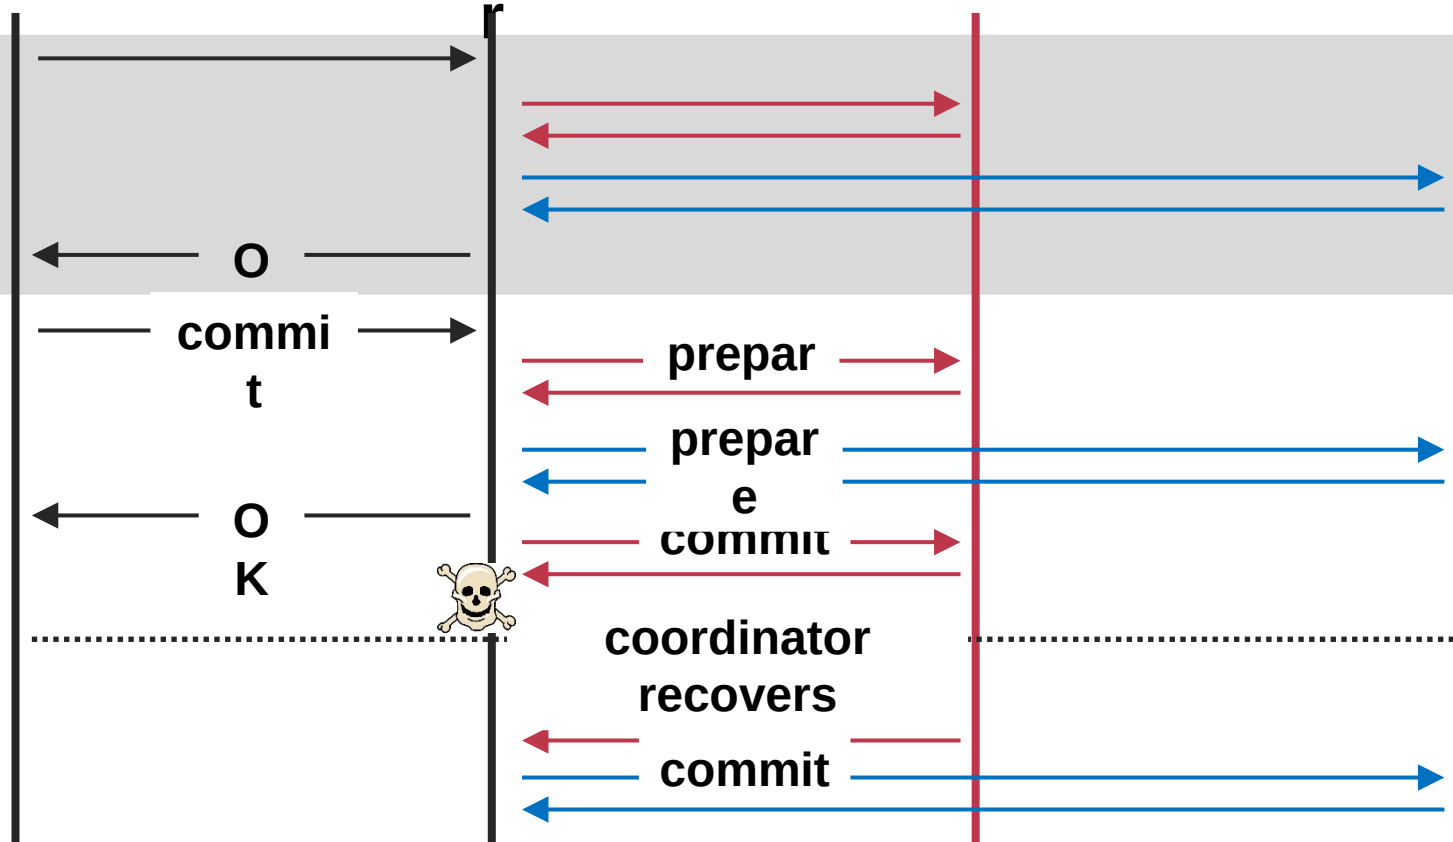 r
O
commi
t
prepar
prepar
e
O
K
commit
coordinator
recovers
commit